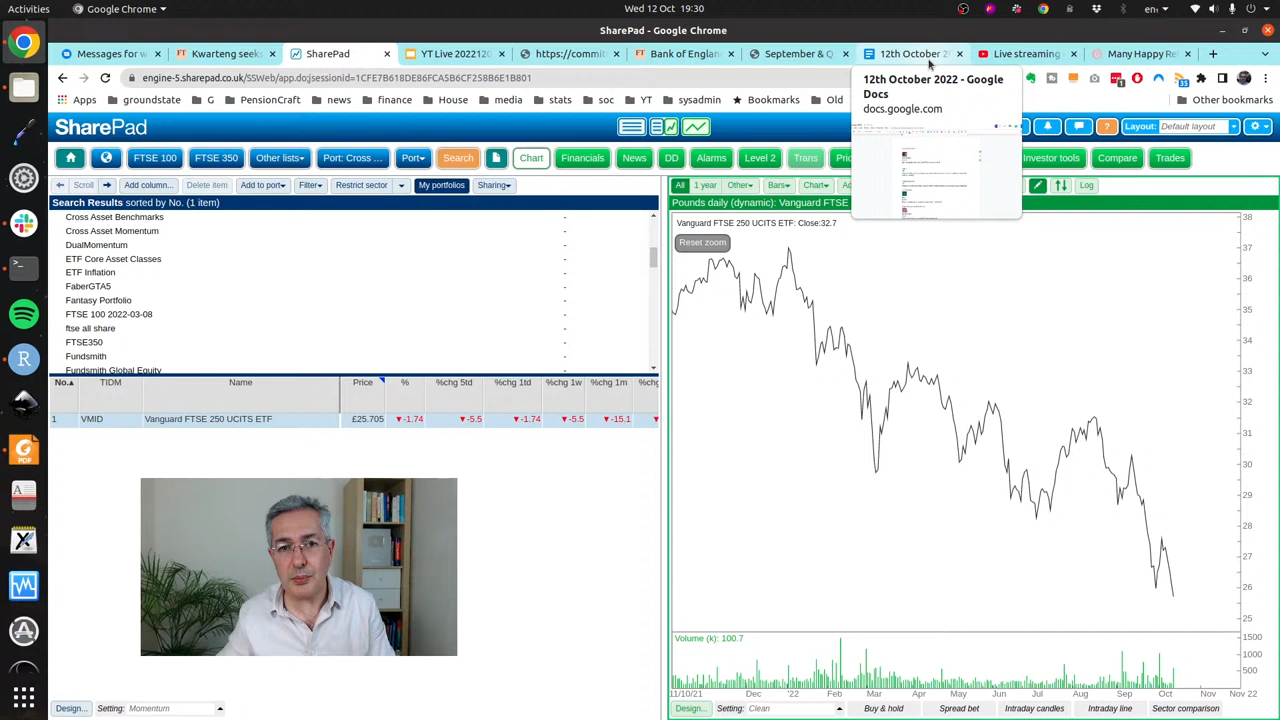 Activities
Google Chrome
Wed 12 Oct 19:30
en₁
SharePad - Google Chrome
Messages for w
Kwarteng seeks
SharePad
YT Live 2022120
https://commit
Bank of England
September & Q
12th October 2
Live streaming
Many Happy Re
engine-5.sharepad.co.uk/SSWeb/app.do;jsessionid=1CFE7B618DE86FCA5B6CF258B6E1B801
Apps
groundstate
G
PensionCraft
news
finance
House
media
stats
soc
YT
sysadmin
Bookmarks
Old
Other bookmarks
12th October 2022 - Google
Docs
docs.google.com
SharePad
Layout: Default layout
FTSE 100
FTSE 350
Other lists
Port: Cross ...
Port
Search
Chart
Financials
News
DD
Alarms
Level 2
Trans
Investor tools
Compare
Trades
Scroll
Add column...
Add to port
Filter
Restrict sector
My portfolios
All
1 year
Other
Bars
Chart
Log
Search Results sorted by No. (1 item)
Pounds daily (dynamic): Vanguard FTSE
Cross Asset Benchmarks -
Cross Asset Momentum -
DualMomentum -
ETF Core Asset Classes -
ETF Inflation -
FaberGTA5 -
Fantasy Portfolio -
FTSE 100 2022-03-08 -
ftse all share -
FTSE350 -
Fundsmith -
Fundsmith Global Equity
No. TIDM Name Price % %chg 5td %chg 1td %chg 1w %chg 1m %chg
1 VMID Vanguard FTSE 250 UCITS ETF £25.705 ▼-1.74 ▼-5.5 ▼-1.74 ▼-5.5 ▼-15.1 ▼
Vanguard FTSE 250 UCITS ETF: Close:32.7
Reset zoom
38
37
36
35
34
33
32
31
30
29
28
27
26
25
Volume (k): 100.7
1500
1000
500
11/10/21 Dec '22 Feb Mar Apr May Jun Jul Aug Sep Oct Nov Nov 22
Design...
Setting: Momentum
Design...
Setting: Clean
Buy & hold
Spread bet
Intraday candles
Intraday line
Sector comparison
PDF